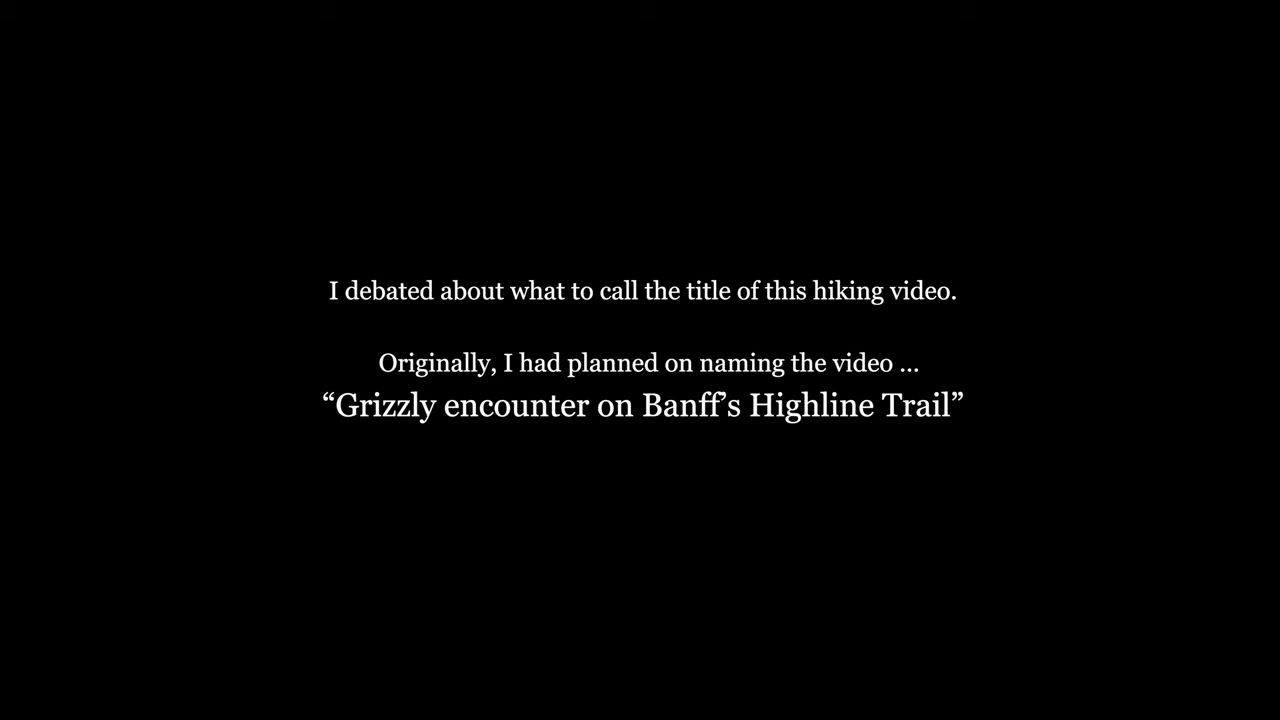 I debated about what to call the title of this hiking video.
Originally, I had planned on naming the video ...
“Grizzly encounter on Banff’s Highline Trail”